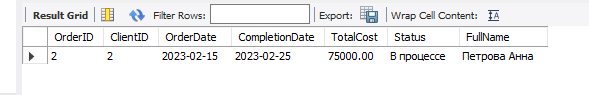 Result Grid Filter Rows: Export: Wrap Cell Content:
OrderID ClientID OrderDate CompletionDate TotalCost Status FullName
2 2 2023-02-15 2023-02-25 75000.00 В процессе Петрова Анна